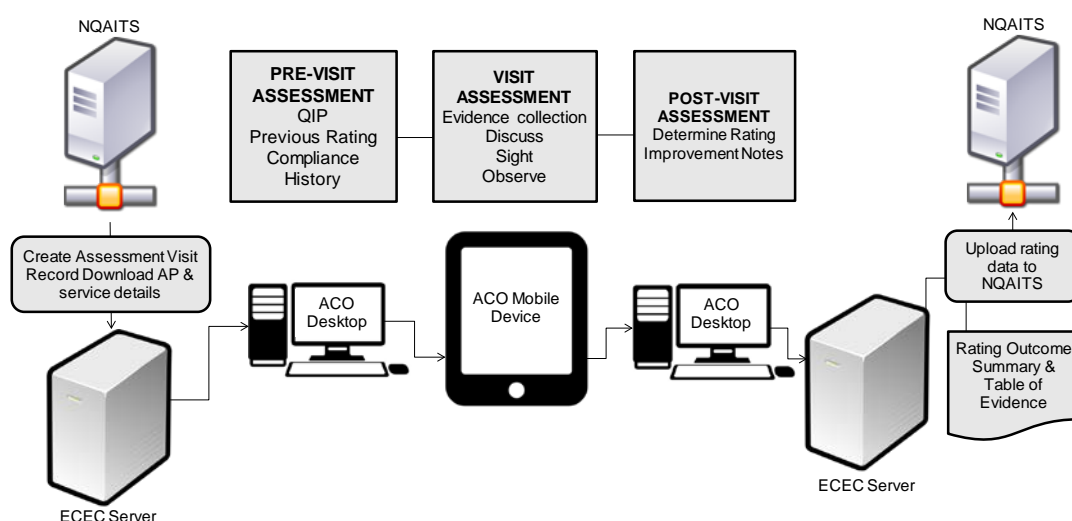 NQAITS
NQAITS
PRE-VISIT
ASSESSMENT
QIP
Previous Rating
Compliance
History
VISIT
ASSESSMENT
Evidence collection
Discuss
Sight
Observe
POST-VISIT
ASSESSMENT
Determine Rating
Improvement Notes
Create Assessment Visit
Record Download AP &
service details
ACO
Desktop
ACO Mobile
Device
ACO
Desktop
Upload rating
data to
NQAITS
Rating Outcome
Summary &
Table of
Evidence
ECEC Server
ECEC Server